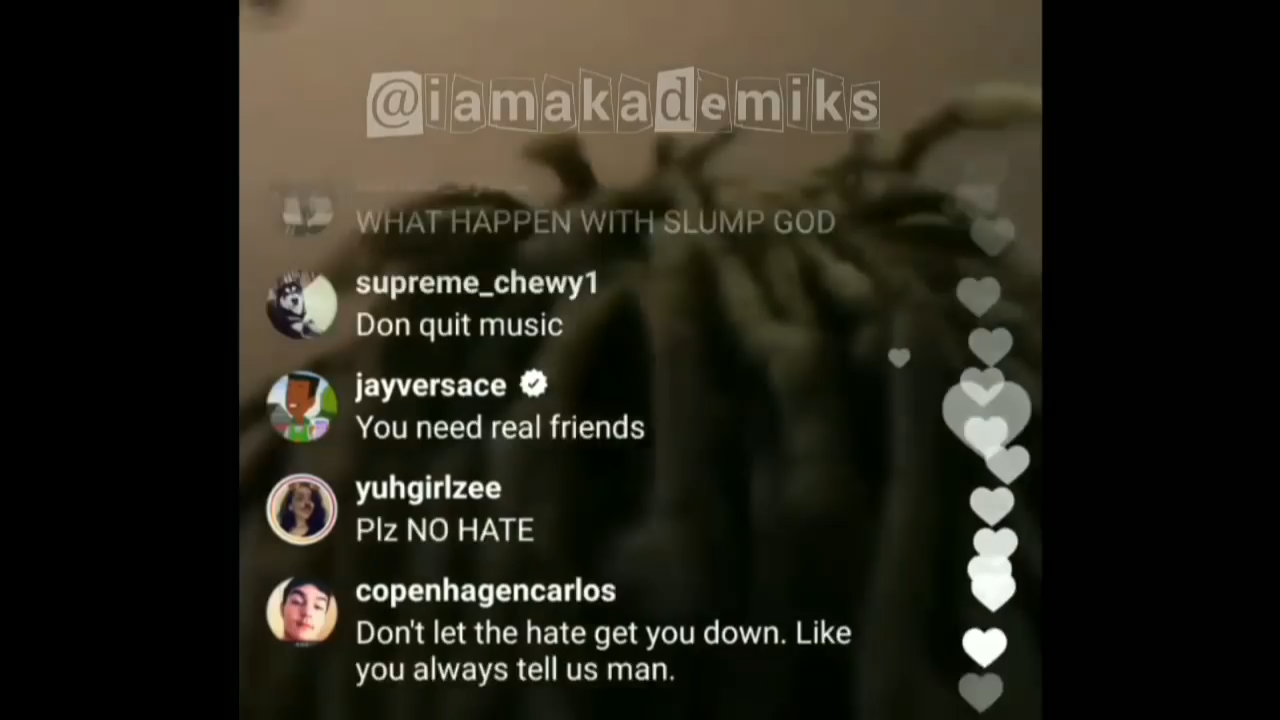 @iamakademiks
WHAT HAPPEN WITH SLUMP GOD
supreme_chewy1
Don quit music
jayversace
You need real friends
yuhgirlzee
Plz NO HATE
copenhagencarlos
Don't let the hate get you down. Like
you always tell us man.